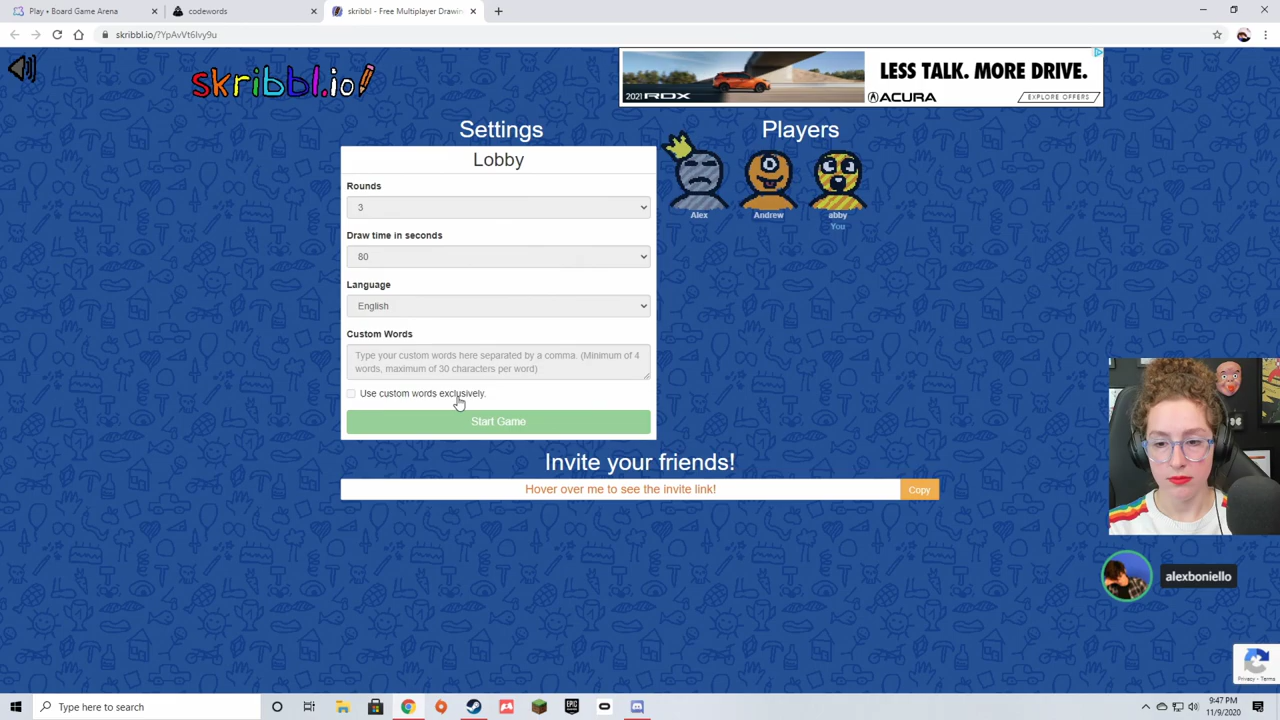 Play • Board Game Arena
codewords
skribbl - Free Multiplayer Drawin
skribbl.io/?YpAvVt6Ivy9u
skribbl.io
LESS TALK. MORE DRIVE.
2021 RDX
ACURA
EXPLORE OFFERS
Settings
Players
Lobby
Rounds
3
Alex
Andrew
abby
You
Draw time in seconds
80
Language
English
Custom Words
Type your custom words here separated by a comma. (Minimum of 4
words, maximum of 30 characters per word)
Use custom words exclusively.
Start Game
Invite your friends!
Hover over me to see the invite link!
Copy
alexboniello
Privacy - Terms
Type here to search
EPIC
9:47 PM
11/9/2020